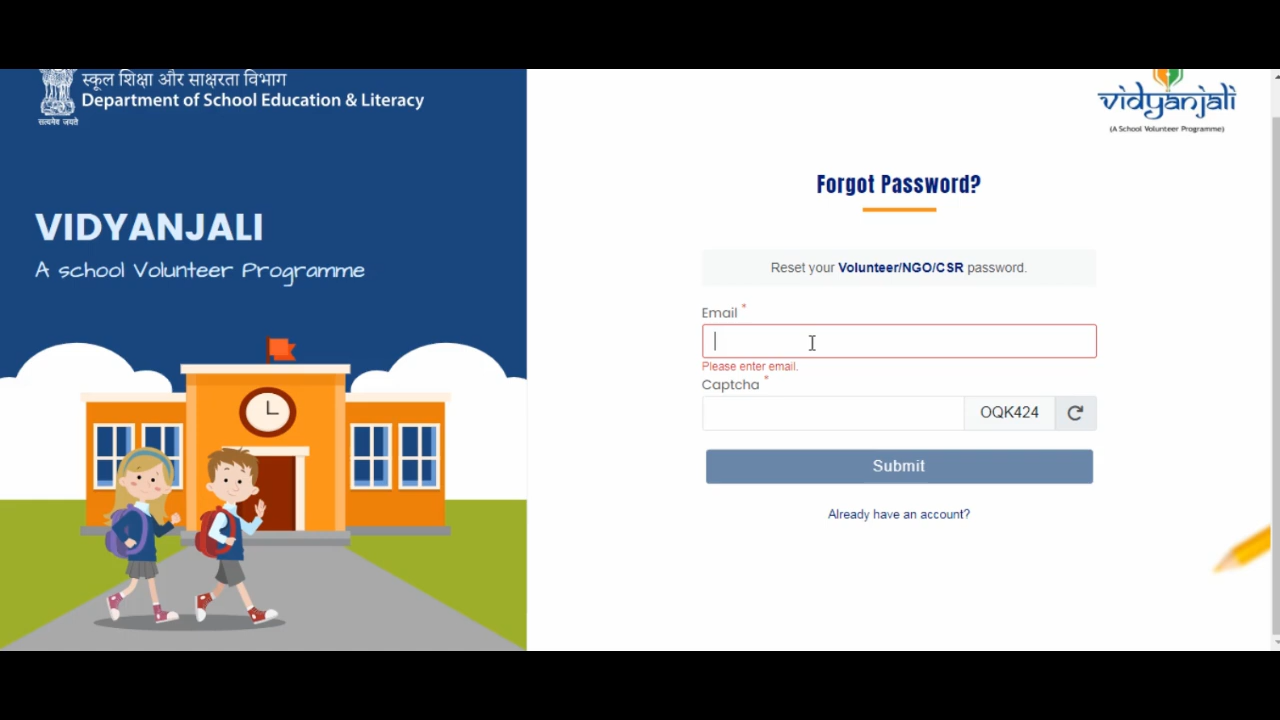 स्कूल शिक्षा और साक्षरता विभाग
Department of School Education & Literacy
सत्यमेव जयते
VIDYANJALI
A school Volunteer Programme
vidyanjali
(A School Volunteer Programme)
Forgot Password?
Reset your Volunteer/NGO/CSR password.
Email *
Please enter email.
Captcha *
OQK424
Submit
Already have an account?